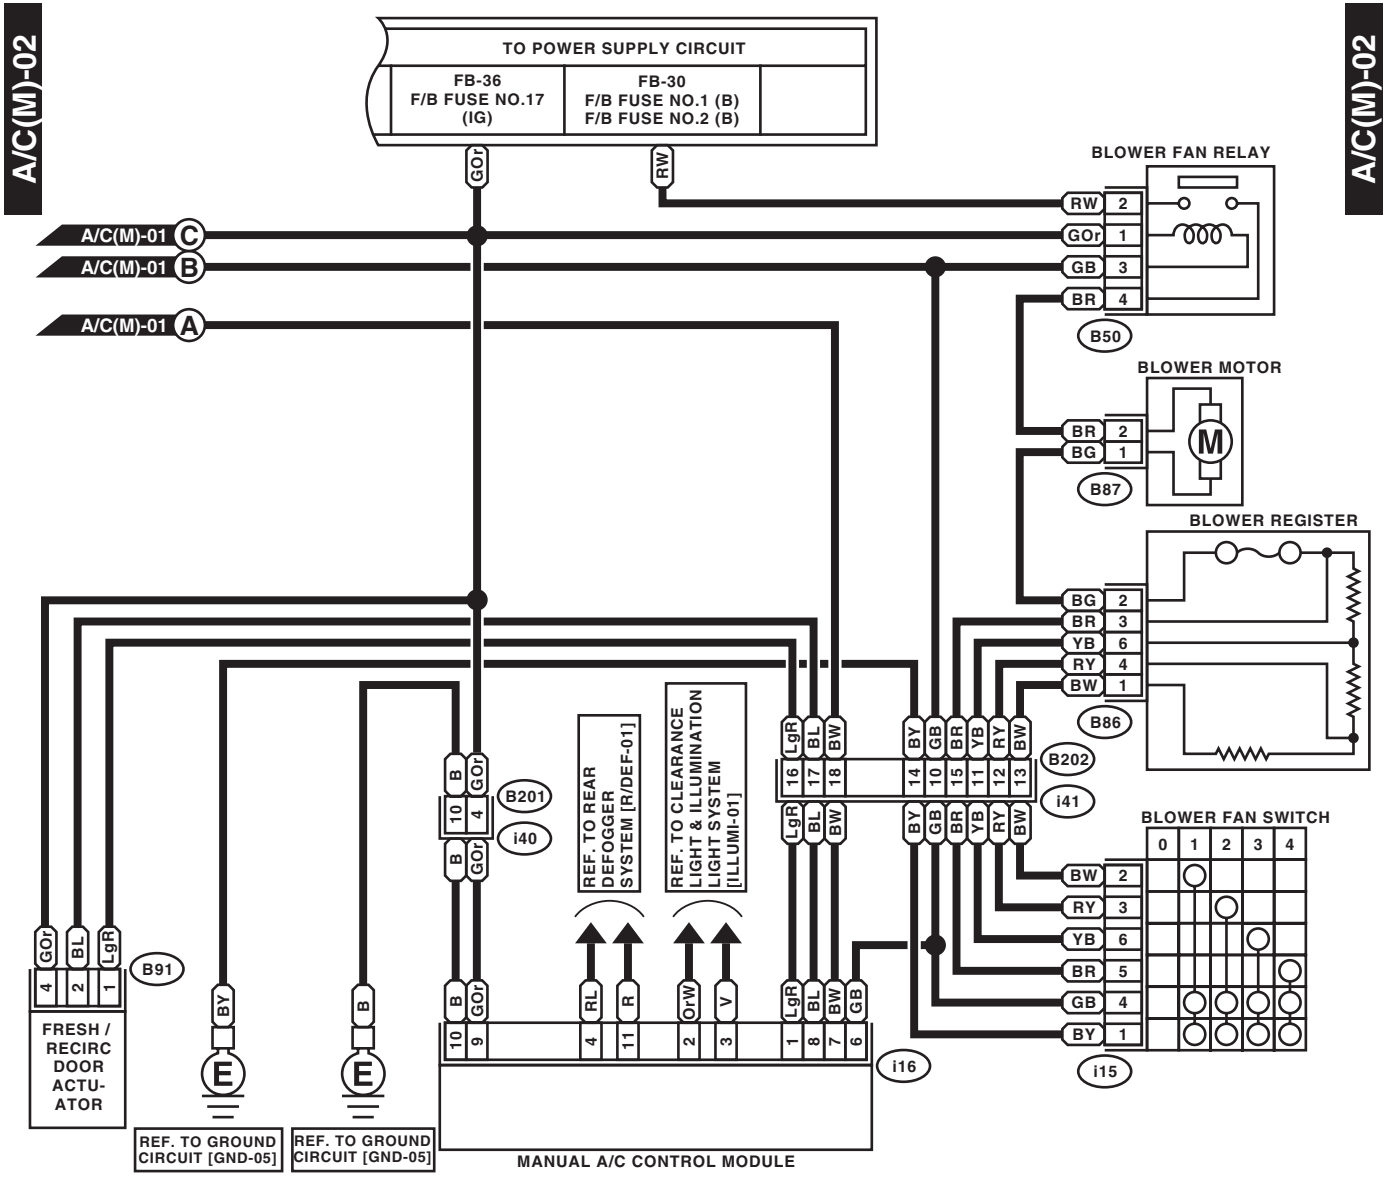 A/C(M)-02
A/C(M)-02
TO POWER SUPPLY CIRCUIT
FB-36
F/B FUSE NO.17
(IG)
FB-30
F/B FUSE NO.1 (B)
F/B FUSE NO.2 (B)
GOr
RW
BLOWER FAN RELAY
RW 2
GOr 1
GB 3
BR 4
B50
A/C(M)-01 C
A/C(M)-01 B
A/C(M)-01 A
BLOWER MOTOR
BR 2
BG 1
M
B87
BLOWER REGISTER
BG 2
BR 3
YB 6
RY 4
BW 1
B86
LgR BL BW BY GB BR YB RY BW
16 17 18 14 10 15 11 12 13
B202
i41
LgR BL BW BY GB BR YB RY BW
B GOr
10 4
B201
i40
B GOr
REF. TO REAR
DEFOGGER
SYSTEM [R/DEF-01]
REF. TO CLEARANCE
LIGHT & ILLUMINATION
LIGHT SYSTEM
[ILLUMI-01]
BLOWER FAN SWITCH
0 1 2 3 4
BW 2
RY 3
YB 6
BR 5
GB 4
BY 1
i15
GOr BL LgR
4 2 1
B91
FRESH /
RECIRC
DOOR
ACTU-
ATOR
BY
E
REF. TO GROUND
CIRCUIT [GND-05]
B
E
REF. TO GROUND
CIRCUIT [GND-05]
B GOr RL R OrW V LgR BL BW GB
10 9 4 11 2 3 1 8 7 6
i16
MANUAL A/C CONTROL MODULE